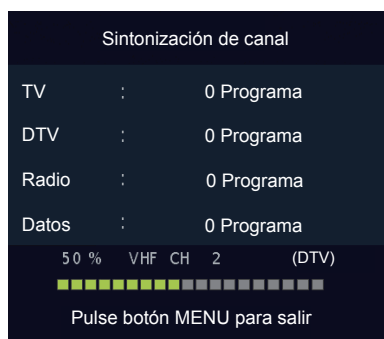 Sintonización de canal
TV : 0 Programa
DTV : 0 Programa
Radio : 0 Programa
Datos : 0 Programa
50 % VHF CH 2 (DTV)
Pulse botón MENU para salir